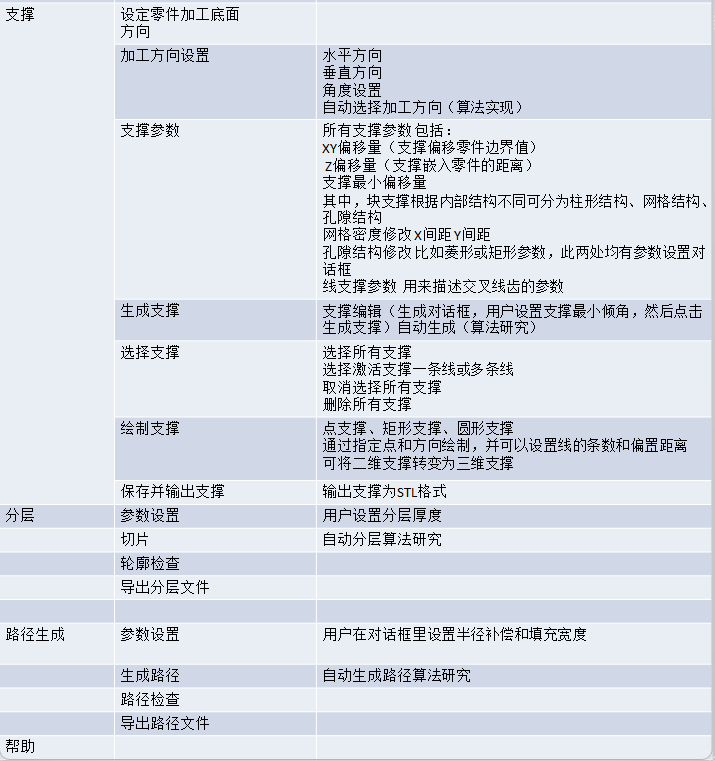 支撑
设定零件加工底面
方向
加工方向设置
水平方向
垂直方向
角度设置
自动选择加工方向（算法实现）
支撑参数
所有支撑参数包括：
XY偏移量（支撑偏移零件边界值）
Z偏移量（支撑嵌入零件的距离）
支撑最小偏移量
其中，块支撑根据内部结构不同可分为柱形结构、网格结构、
孔隙结构
网格密度修改X间距Y间距
孔隙结构修改比如菱形或矩形参数，此两处均有参数设置对
话框
线支撑参数 用来描述交叉线齿的参数
生成支撑
支撑编辑（生成对话框，用户设置支撑最小倾角，然后点击
生成支撑）自动生成（算法研究）
选择支撑
选择所有支撑
选择激活支撑一条线或多条线
取消选择所有支撑
删除所有支撑
绘制支撑
点支撑、矩形支撑、圆形支撑
通过指定点和方向绘制，并可以设置线的条数和偏置距离
可将二维支撑转变为三维支撑
保存并输出支撑
输出支撑为STL格式
分层
参数设置
用户设置分层厚度
切片
自动分层算法研究
轮廓检查
导出分层文件
路径生成
参数设置
用户在对话框里设置半径补偿和填充宽度
生成路径
自动生成路径算法研究
路径检查
导出路径文件
帮助